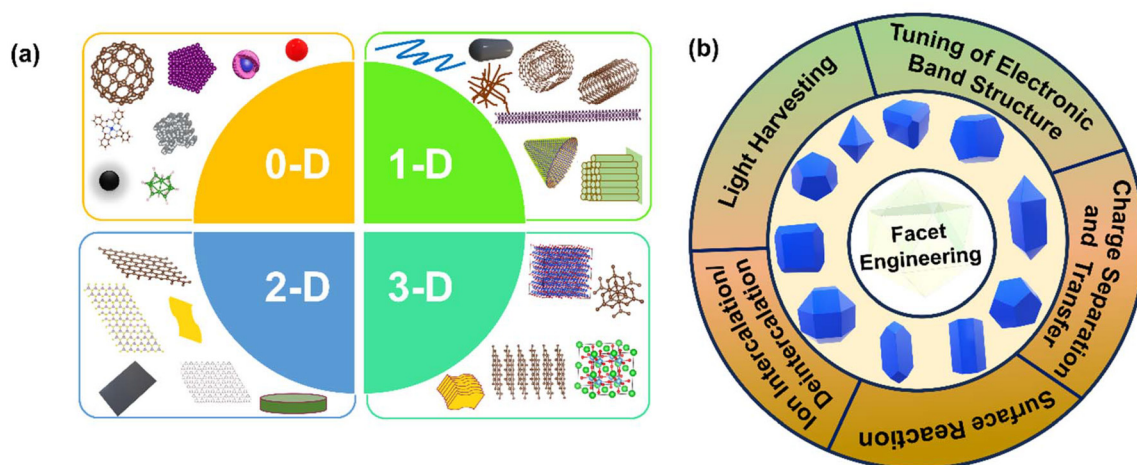 (a)
0-D
1-D
2-D
3-D
(b)
Light Harvesting
Tuning of Electronic
Band Structure
Charge Separation
and Transfer
Surface Reaction
Ion Intercalation/
Deintercalation
Facet
Engineering